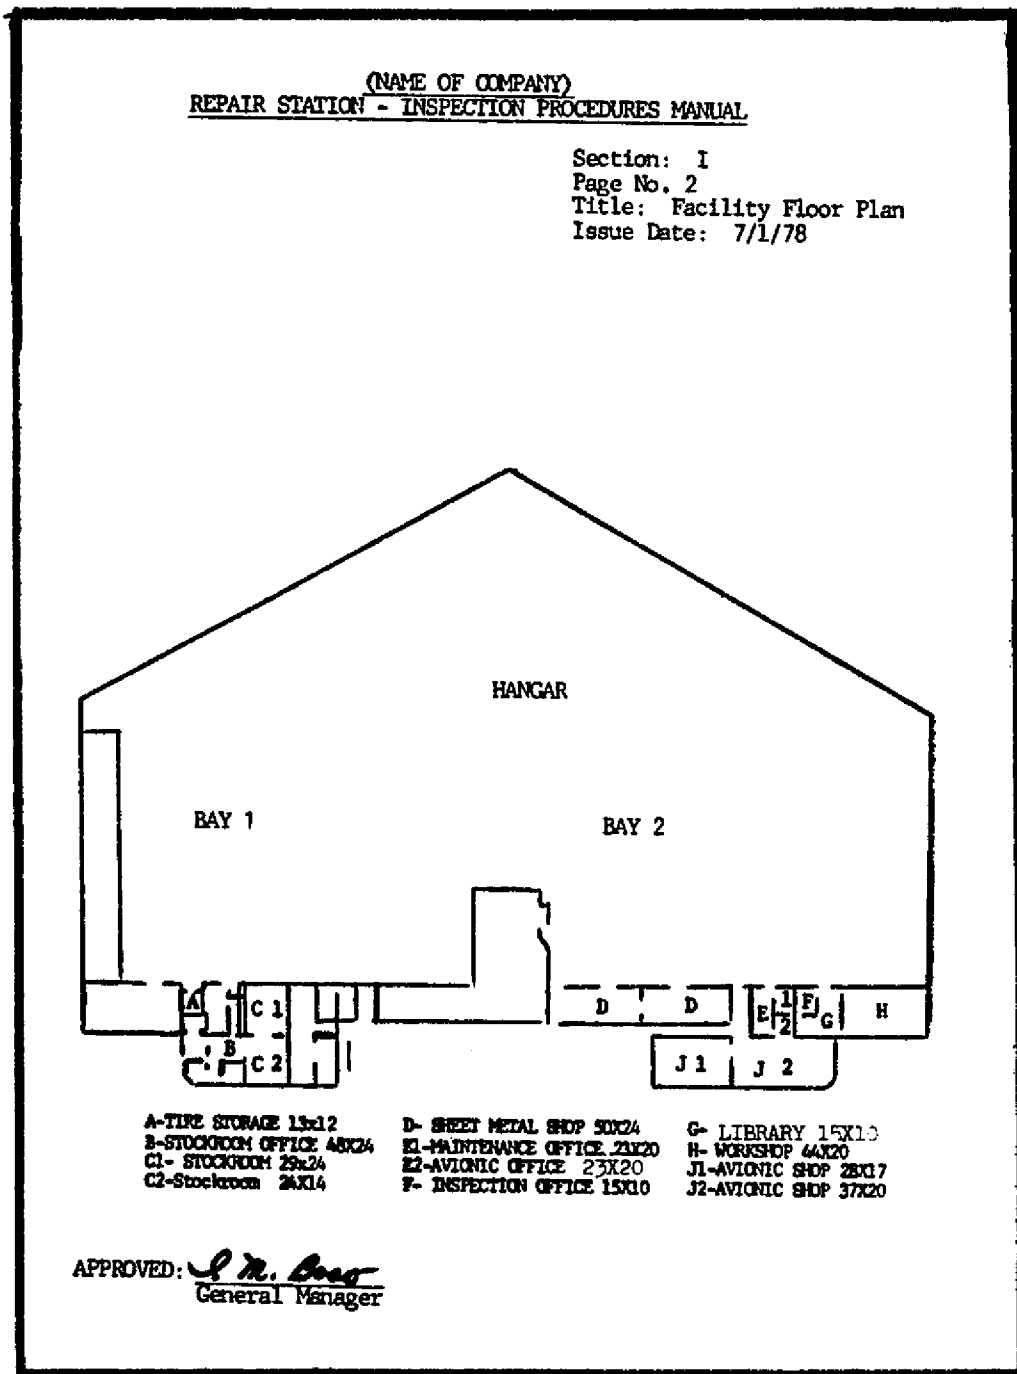 (NAME OF COMPANY)
REPAIR STATION - INSPECTION PROCEDURES MANUAL
Section: I
Page No. 2
Title: Facility Floor Plan
Issue Date: 7/1/78
HANGAR
BAY 1
BAY 2
A
B
C 1
C 2
D
D
E
1
2
F
G
H
J 1
J 2
A-TIRE STORAGE 13x12
B-STOCKROOM OFFICE 48X24
C1- STOCKROOM 29x24
C2-Stockroom 24X14
D- SHEET METAL SHOP 50X24
E1-MAINTENANCE OFFICE 23X20
E2-AVIONIC OFFICE 23X20
F- INSPECTION OFFICE 15X10
G- LIBRARY 15X10
H- WORKSHOP 44X20
J1-AVIONIC SHOP 28X17
J2-AVIONIC SHOP 37X20
APPROVED: I M. Boss
General Manager